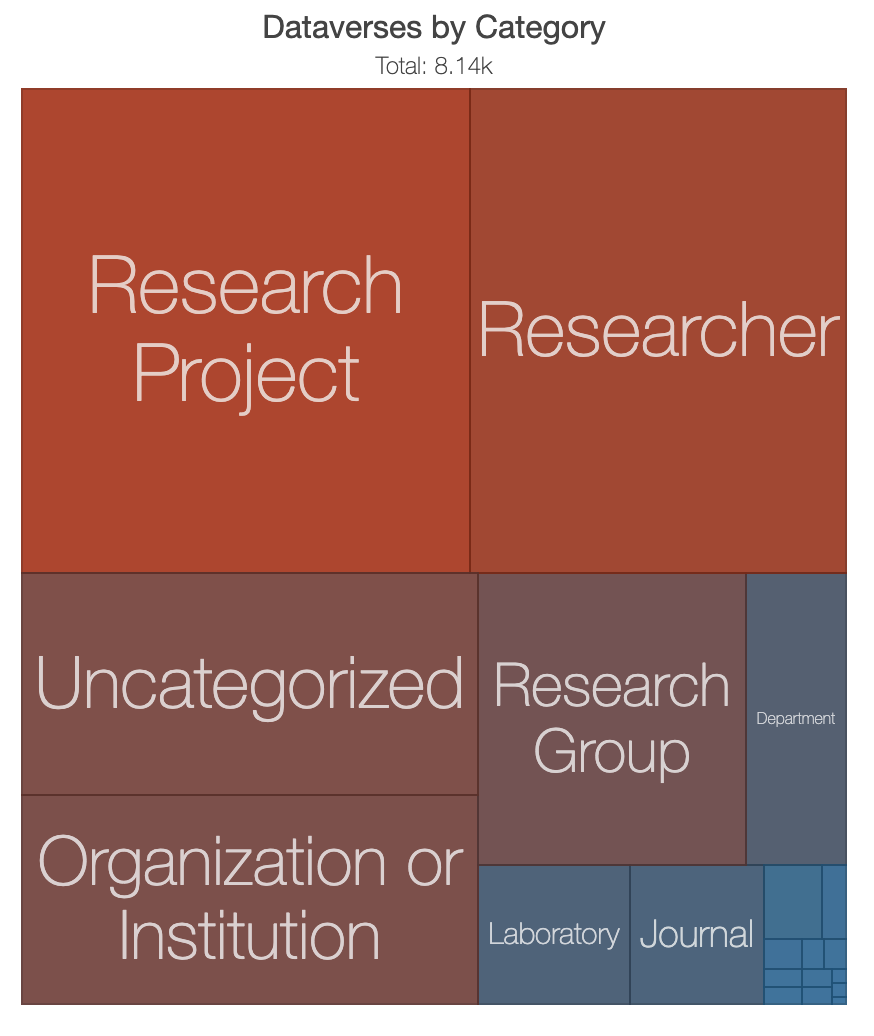 Dataverses by Category
Total: 8.14k
Research
Project
Researcher
Uncategorized
Research
Group
Department
Organization or
Institution
Laboratory
Journal